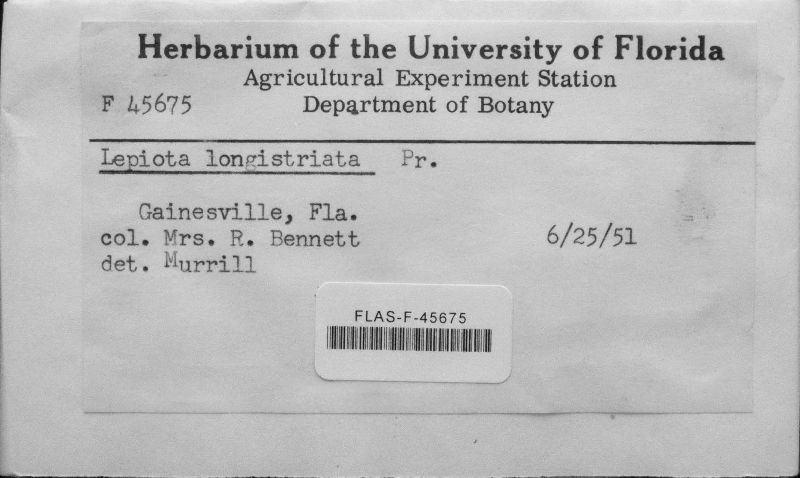 Herbarium of the University of Florida
Agricultural Experiment Station
F 45675 Department of Botany
Lepiota longistriata Pr.
Gainesville, Fla.
col. Mrs. R. Bennett 6/25/51
det. Murrill
FLAS-F-45675